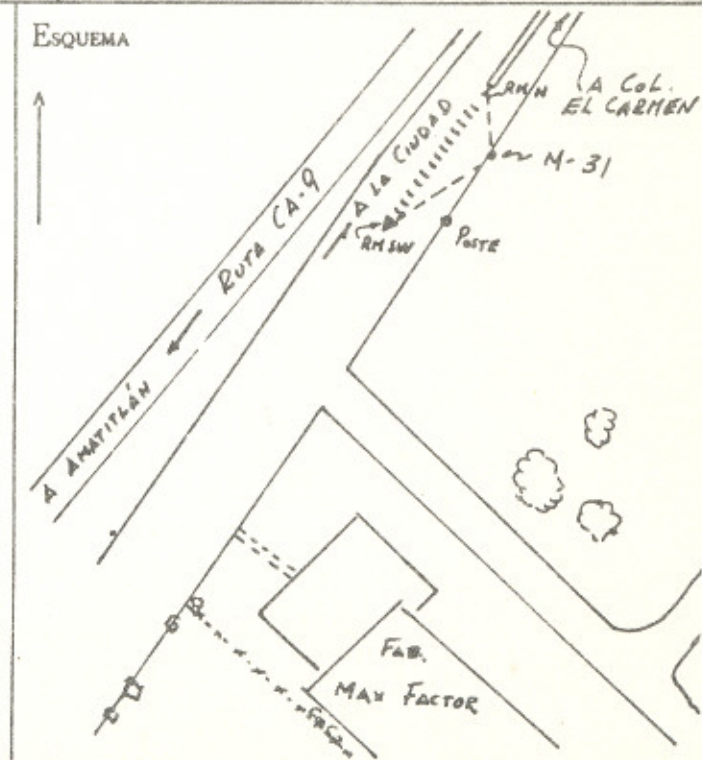 ESQUEMA
RM N
A COL.
EL CARMEN
A LA CIUDAD
M-31
RUTA CA-9
RM SW
POSTE
A AMATITLÁN
FAB.
MAX FACTOR